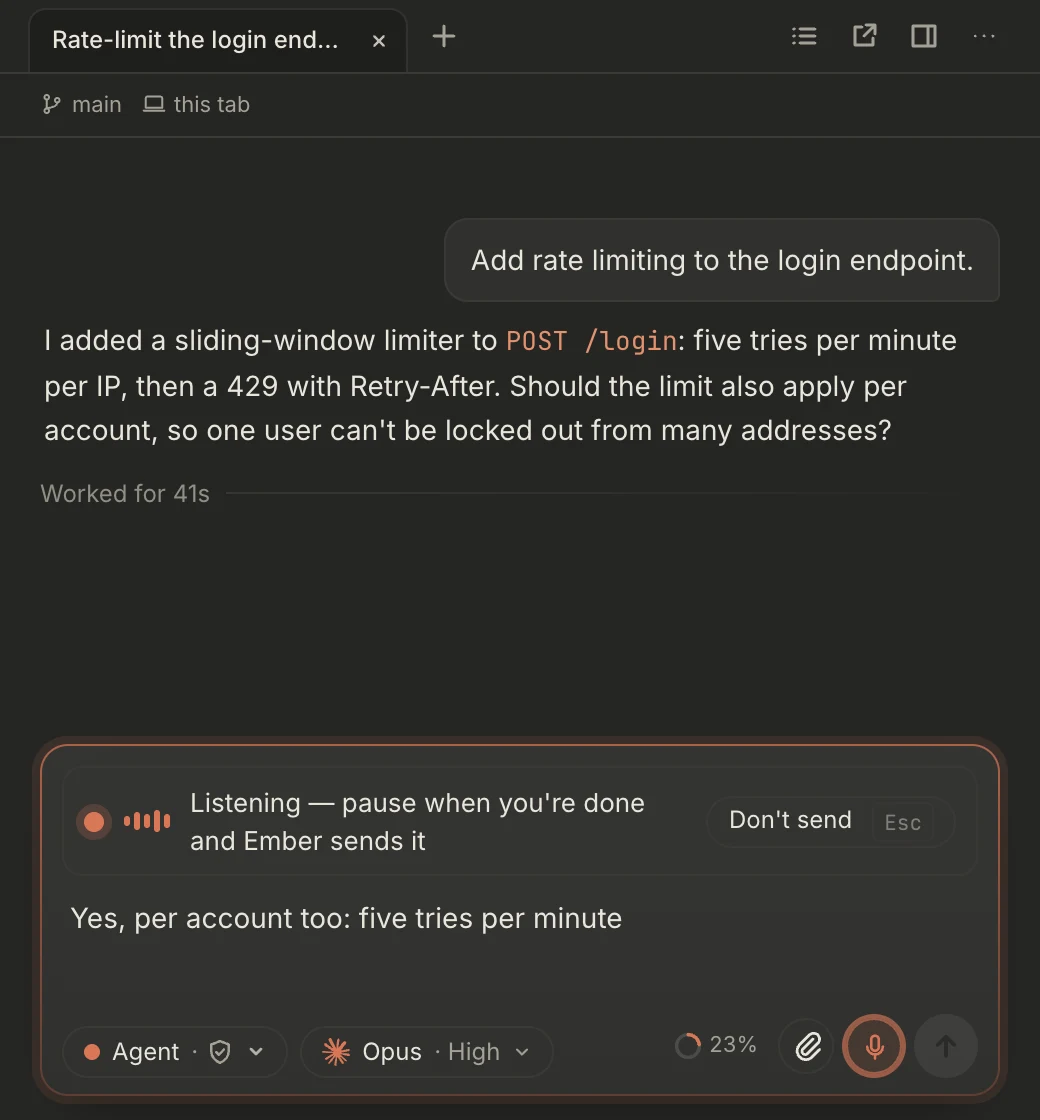 Rate-limit the login end...
main this tab
Add rate limiting to the login endpoint.
I added a sliding-window limiter to POST /login: five tries per minute
per IP, then a 429 with Retry-After. Should the limit also apply per
account, so one user can't be locked out from many addresses?
Worked for 41s
Listening — pause when you're done
and Ember sends it
Don't send Esc
Yes, per account too: five tries per minute
Agent · Opus · High 23%